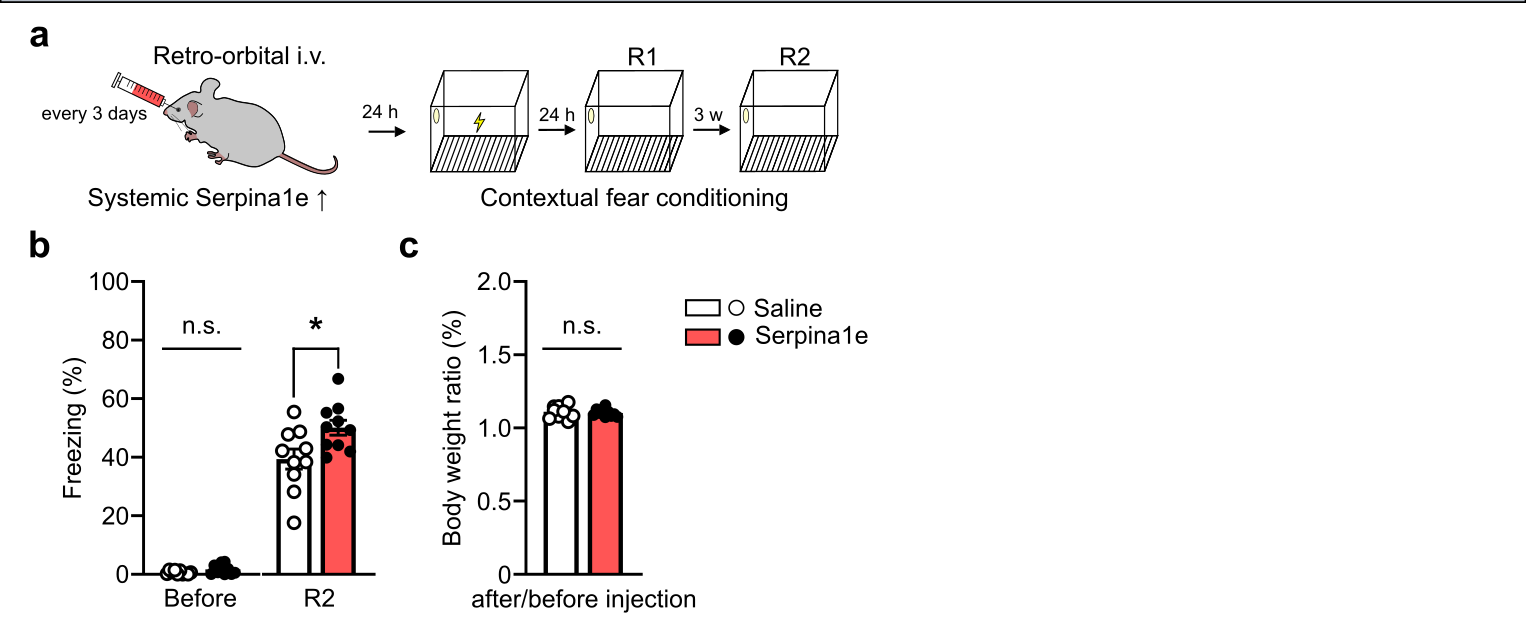 a
Retro-orbital i.v.
every 3 days
24 h
24 h
R1
3 w
R2
Systemic Serpina1e ↑
Contextual fear conditioning
b
100
80
60
40
20
0
Freezing (%)
n.s.
*
Before
R2
c
2.0
1.5
1.0
0.5
0
Body weight ratio (%)
n.s.
after/before injection
Saline
Serpina1e